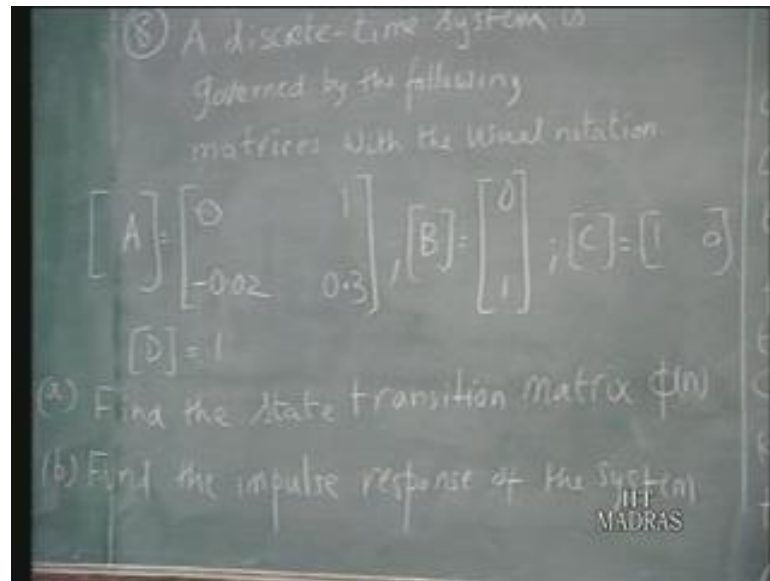 ⑧ A discrete-time system is
governed by the following
matrices with the usual notation
[A]=[0 1; -0.02 0.3], [B]=[0; 1]; [C]=[1 0]
[D]=1
(a) Find the state transition matrix ϕ(n)
(b) Find the impulse response of the system
IIT
MADRAS